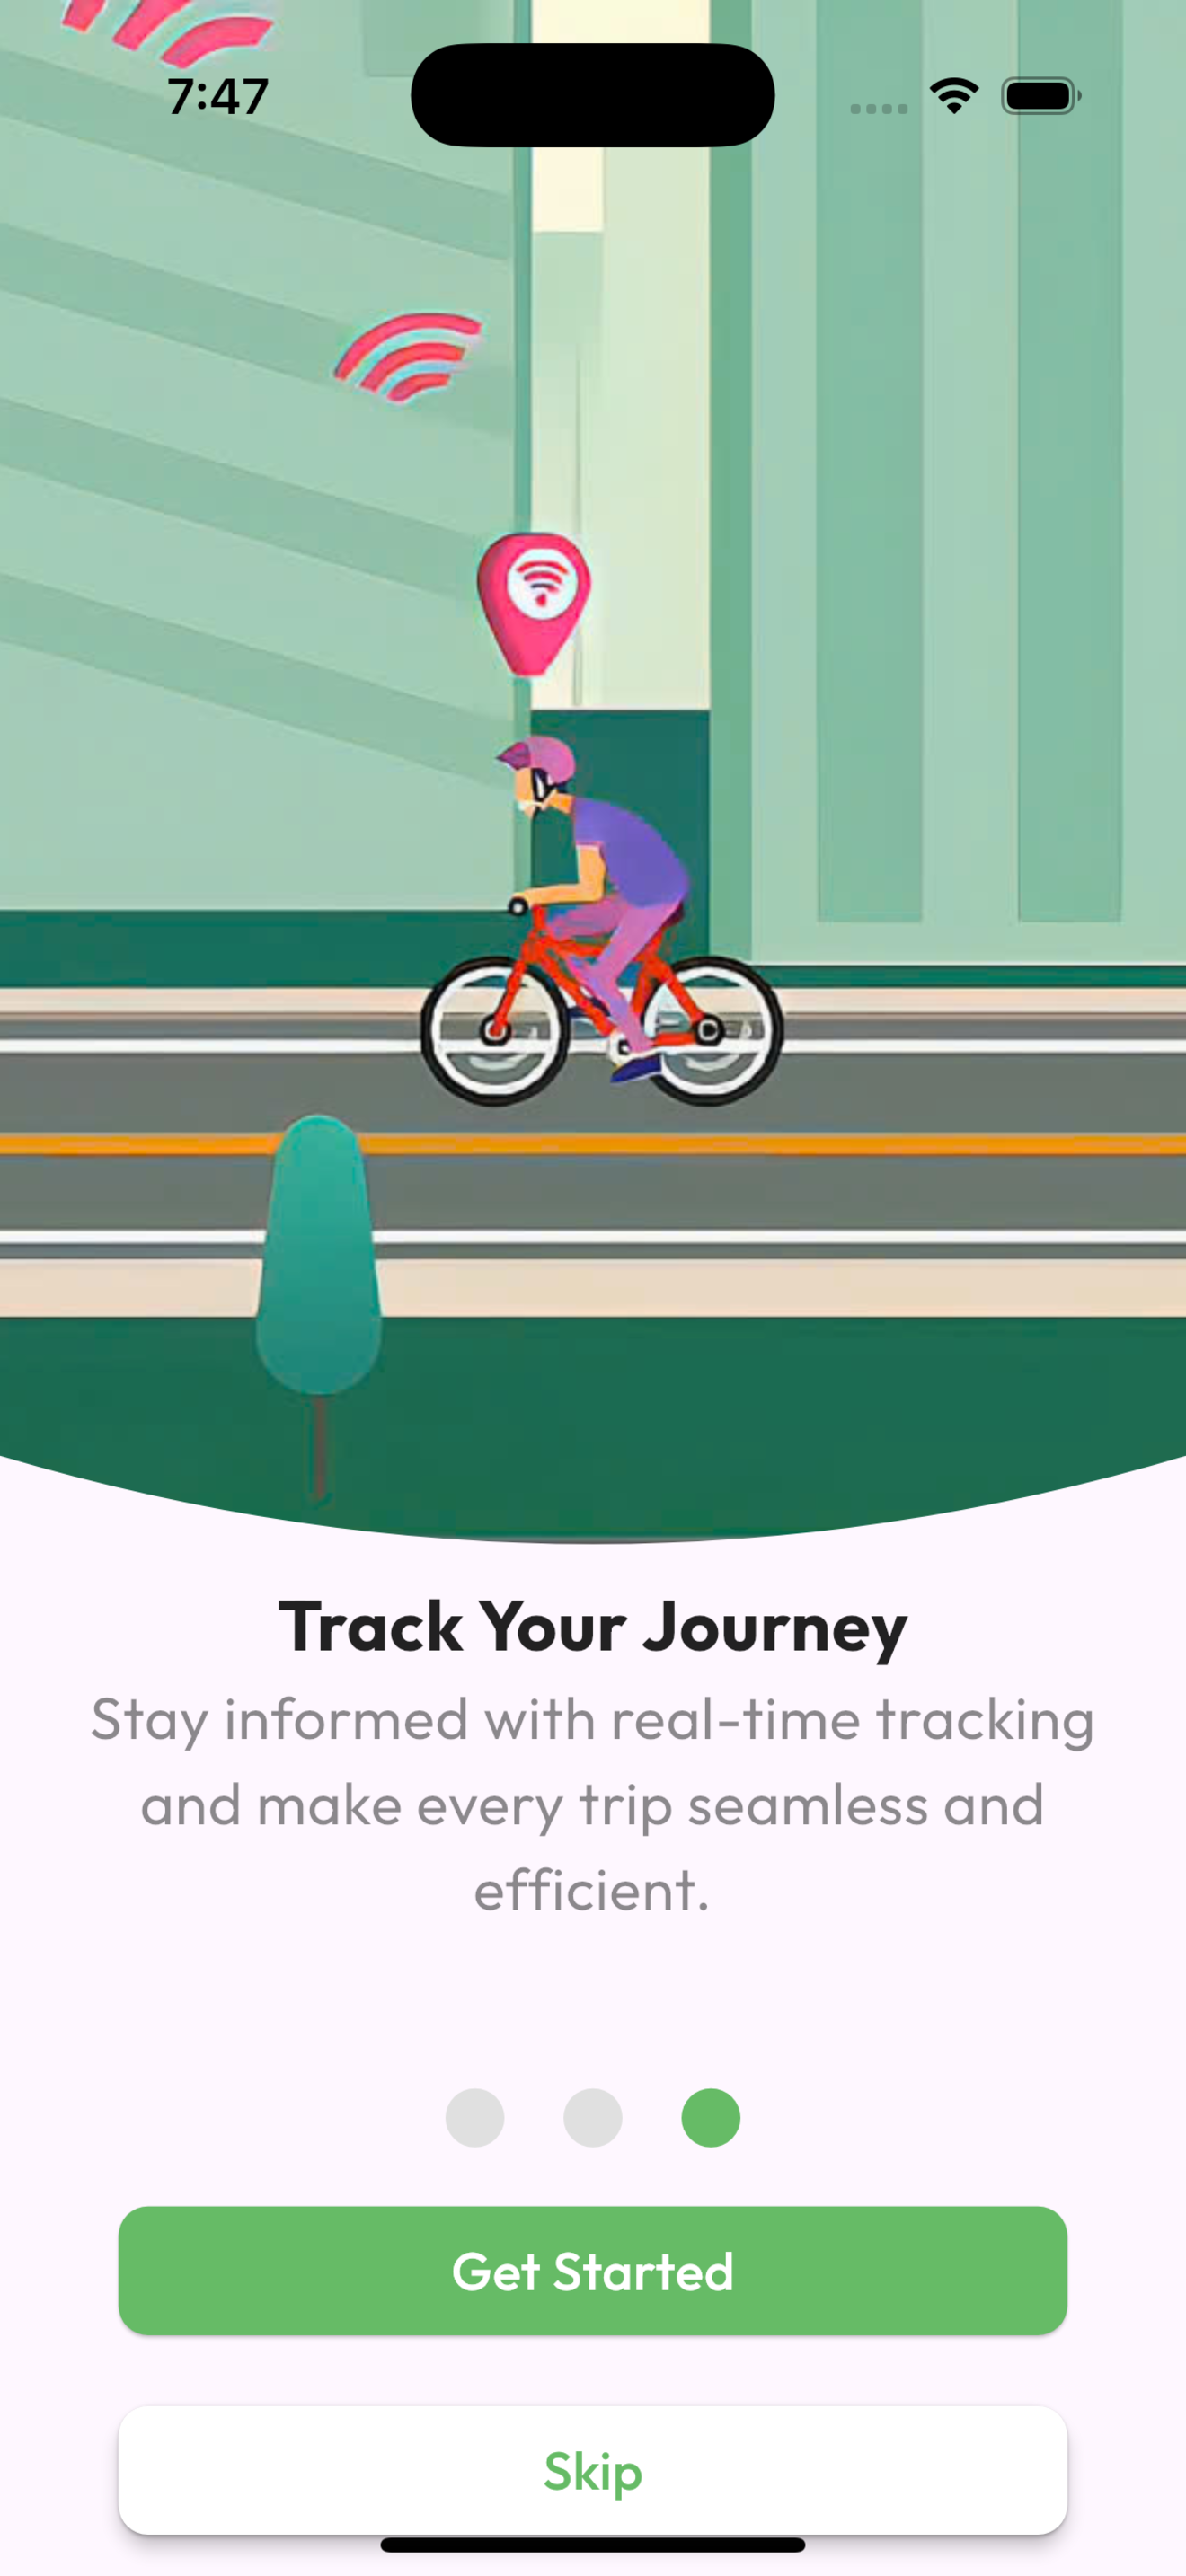 7:47
Track Your Journey
Stay informed with real-time tracking
and make every trip seamless and
efficient.
Get Started
Skip